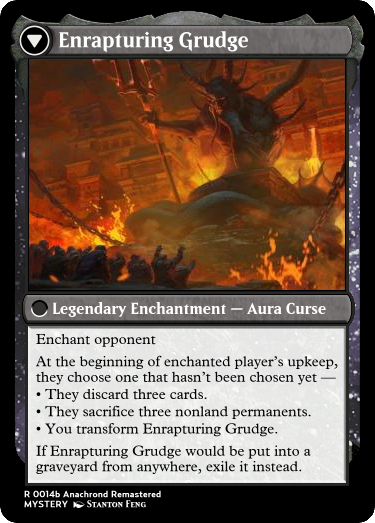 Enrapturing Grudge
Legendary Enchantment — Aura Curse
Enchant opponent
At the beginning of enchanted player's upkeep,
they choose one that hasn't been chosen yet —
• They discard three cards.
• They sacrifice three nonland permanents.
• You transform Enrapturing Grudge.
If Enrapturing Grudge would be put into a
graveyard from anywhere, exile it instead.
R 0014b Anachrond Remastered
MYSTERY Stanton Feng